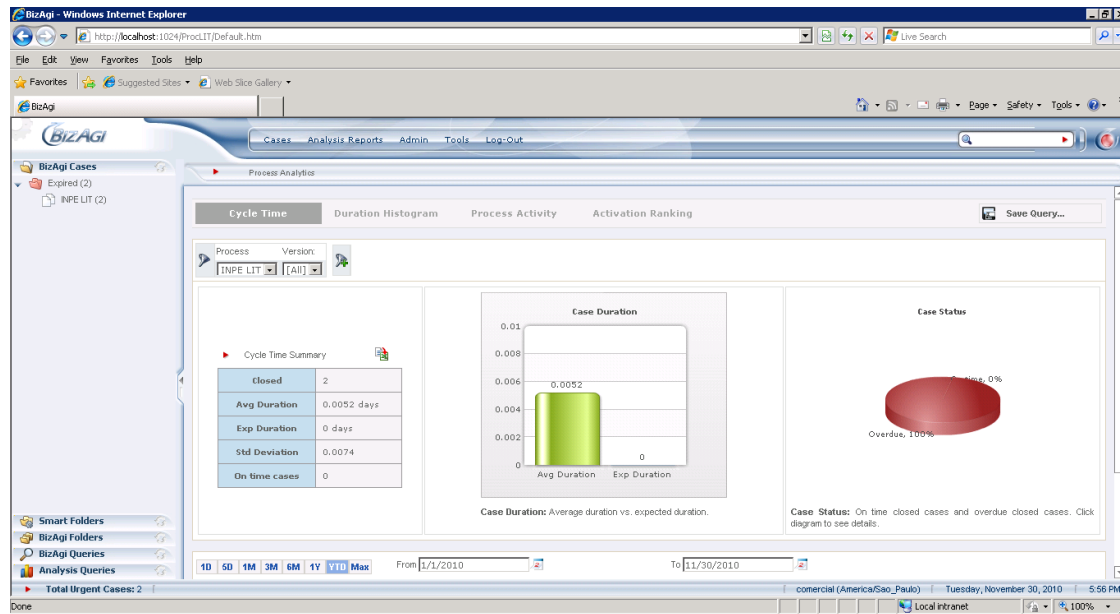 BizAgi - Windows Internet Explorer
http://localhost:1024/ProcLIT/Default.htm
Live Search
File Edit View Favorites Tools Help
Favorites Suggested Sites Web Slice Gallery
BizAgi
Page Safety Tools
BIZAGI
Cases Analysis Reports Admin Tools Log-Out
BizAgi Cases
Process Analytics
Expired (2)
INPE LIT (2)
Cycle Time Duration Histogram Process Activity Activation Ranking Save Query...
Process Version:
INPE LIT [All]
Cycle Time Summary
Closed 2
Avg Duration 0.0052 days
Exp Duration 0 days
Std Deviation 0.0074
On time cases 0
Case Duration
0.01
0.008
0.006
0.004
0.002
0
0.0052
0
Avg Duration Exp Duration
Case Duration: Average duration vs. expected duration.
Case Status
On time, 0%
Overdue, 100%
Case Status: On time closed cases and overdue closed cases. Click
diagram to see details.
Smart Folders
BizAgi Folders
BizAgi Queries
Analysis Queries
1D 5D 1M 3M 6M 1Y YTD Max From 1/1/2010 To 11/30/2010
Total Urgent Cases: 2
comercial (America/Sao_Paulo) Tuesday, November 30, 2010 5:56 PM
Done Local intranet 100%